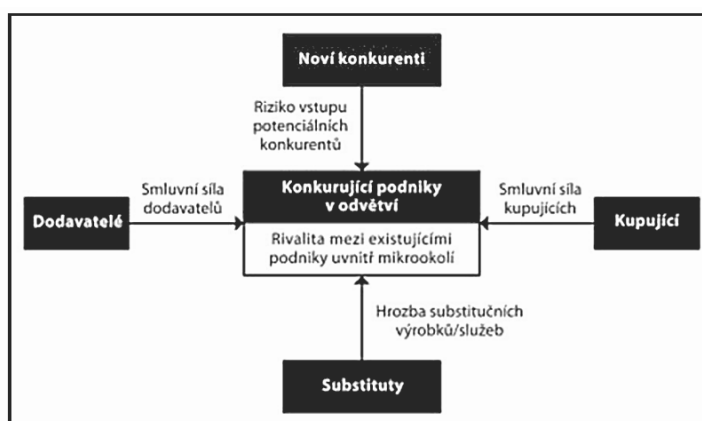 Noví konkurenti
Riziko vstupu
potenciálních
konkurentů
Smluvní síla
dodavatelů
Konkurující podniky
v odvětví
Smluvní síla
kupujících
Dodavatelé
Rivalita mezi existujícími
podniky uvnitř mikrookolí
Kupující
Hrozba substitučních
výrobků/služeb
Substituty